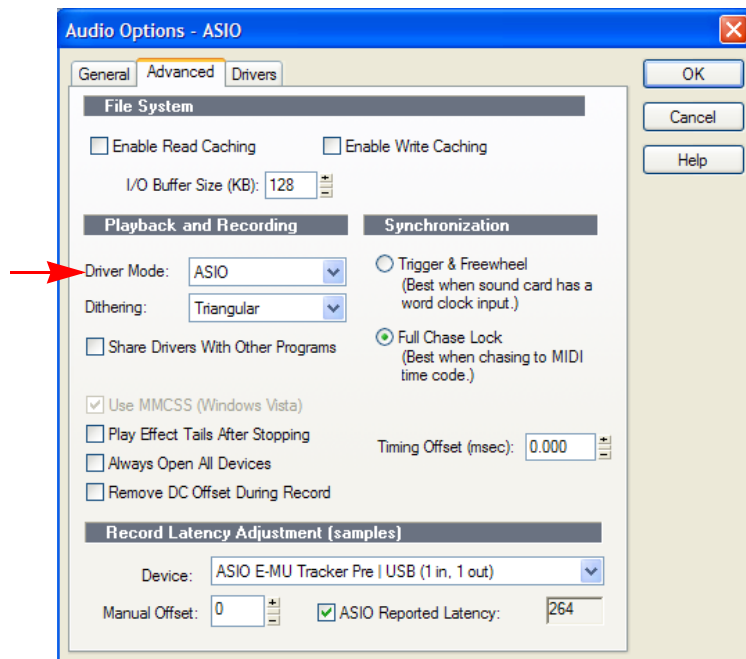 Audio Options - ASIO
General Advanced Drivers
OK
Cancel
Help
File System
Enable Read Caching
Enable Write Caching
I/O Buffer Size (KB): 128
Playback and Recording
Driver Mode: ASIO
Dithering: Triangular
Share Drivers With Other Programs
Use MMCSS (Windows Vista)
Play Effect Tails After Stopping
Always Open All Devices
Remove DC Offset During Record
Synchronization
Trigger & Freewheel
(Best when sound card has a
word clock input.)
Full Chase Lock
(Best when chasing to MIDI
time code.)
Timing Offset (msec): 0.000
Record Latency Adjustment (samples)
Device: ASIO E-MU Tracker Pre | USB (1 in, 1 out)
Manual Offset: 0
ASIO Reported Latency: 264